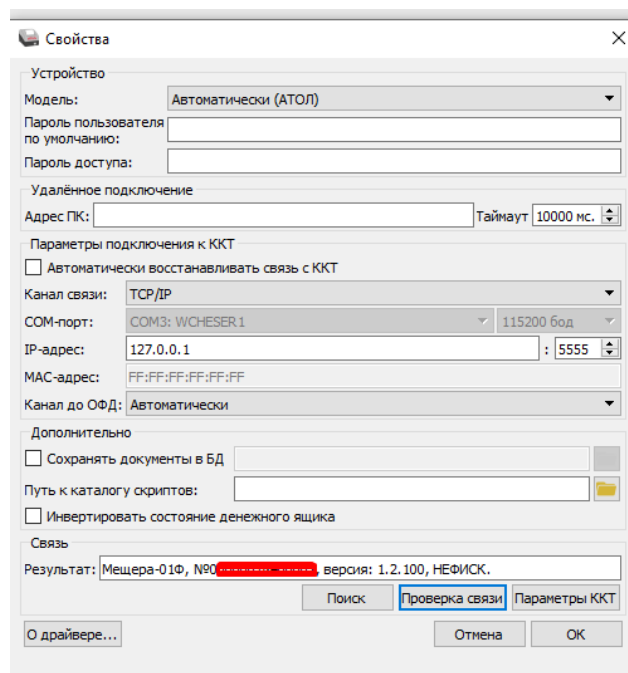 Свойства
Устройство
Модель: Автоматически (АТОЛ)
Пароль пользователя
по умолчанию:
Пароль доступа:
Удалённое подключение
Адрес ПК: Таймаут 10000 мс.
Параметры подключения к ККТ
Автоматически восстанавливать связь с ККТ
Канал связи: TCP/IP
COM-порт: COM3: WCHESER1 115200 бод
IP-адрес: 127.0.0.1 : 5555
MAC-адрес: FF:FF:FF:FF:FF:FF
Канал до ОФД: Автоматически
Дополнительно
Сохранять документы в БД
Путь к каталогу скриптов:
Инвертировать состояние денежного ящика
Связь
Результат: Мещера-01Ф, №0, версия: 1.2.100, НЕФИСК.
Поиск Проверка связи Параметры ККТ
О драйвере... Отмена ОК